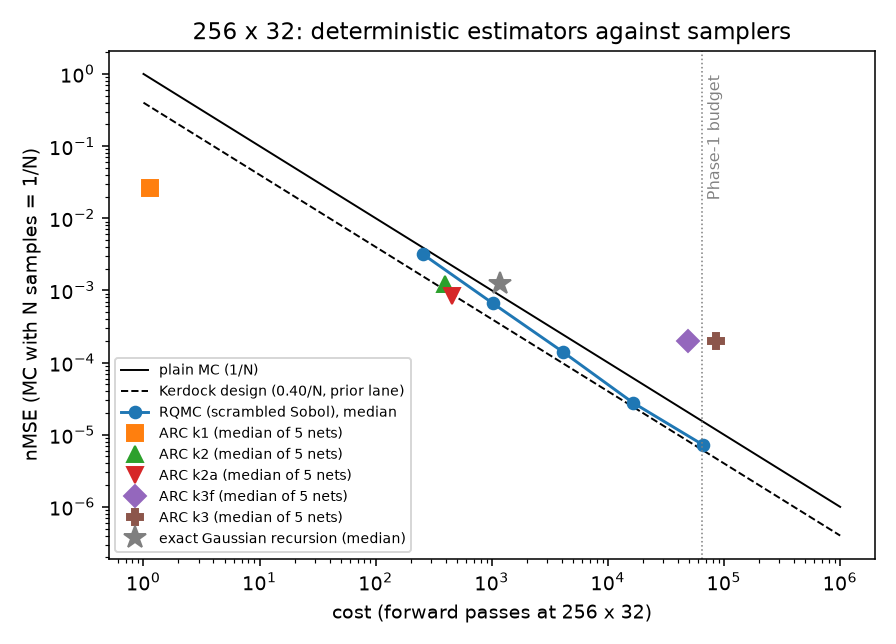 256 x 32: deterministic estimators against samplers
nMSE (MC with N samples = 1/N)
10^0
10^-1
10^-2
10^-3
10^-4
10^-5
10^-6
Phase-1 budget
plain MC (1/N)
Kerdock design (0.40/N, prior lane)
RQMC (scrambled Sobol), median
ARC k1 (median of 5 nets)
ARC k2 (median of 5 nets)
ARC k2a (median of 5 nets)
ARC k3f (median of 5 nets)
ARC k3 (median of 5 nets)
exact Gaussian recursion (median)
10^0 10^1 10^2 10^3 10^4 10^5 10^6
cost (forward passes at 256 x 32)